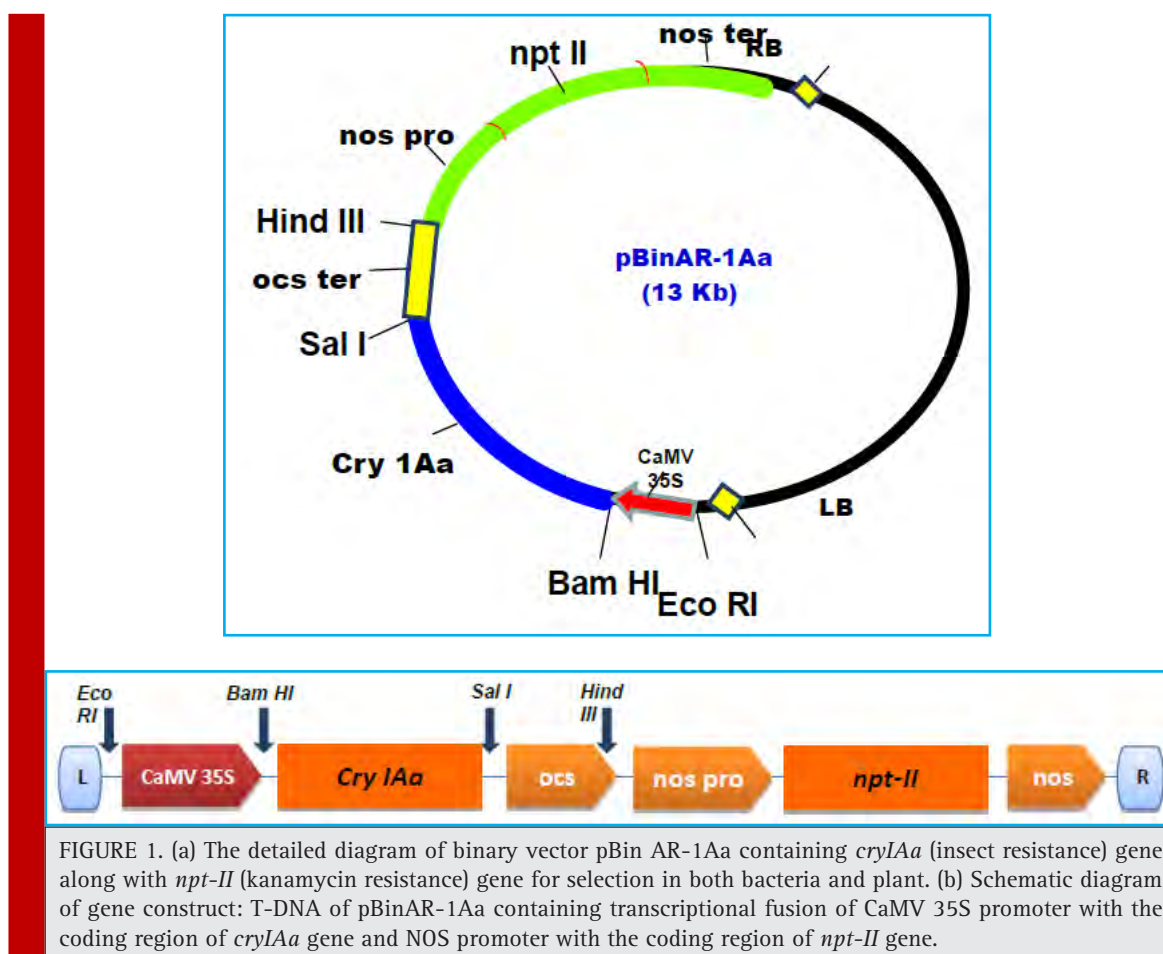 nos ter
RB
npt II
nos pro
Hind III
ocs ter
Sal I
pBinAR-1Aa
(13 Kb)
Cry 1Aa
CaMV
35S
LB
Bam HI
Eco RI
Eco
RI
Bam HI
Sal I
Hind
III
L
CaMV 35S
Cry IAa
ocs
nos pro
npt-II
nos
R
FIGURE 1. (a) The detailed diagram of binary vector pBin AR-1Aa containing cryIAa (insect resistance) gene
along with npt-II (kanamycin resistance) gene for selection in both bacteria and plant. (b) Schematic diagram
of gene construct: T-DNA of pBinAR-1Aa containing transcriptional fusion of CaMV 35S promoter with the
coding region of cryIAa gene and NOS promoter with the coding region of npt-II gene.